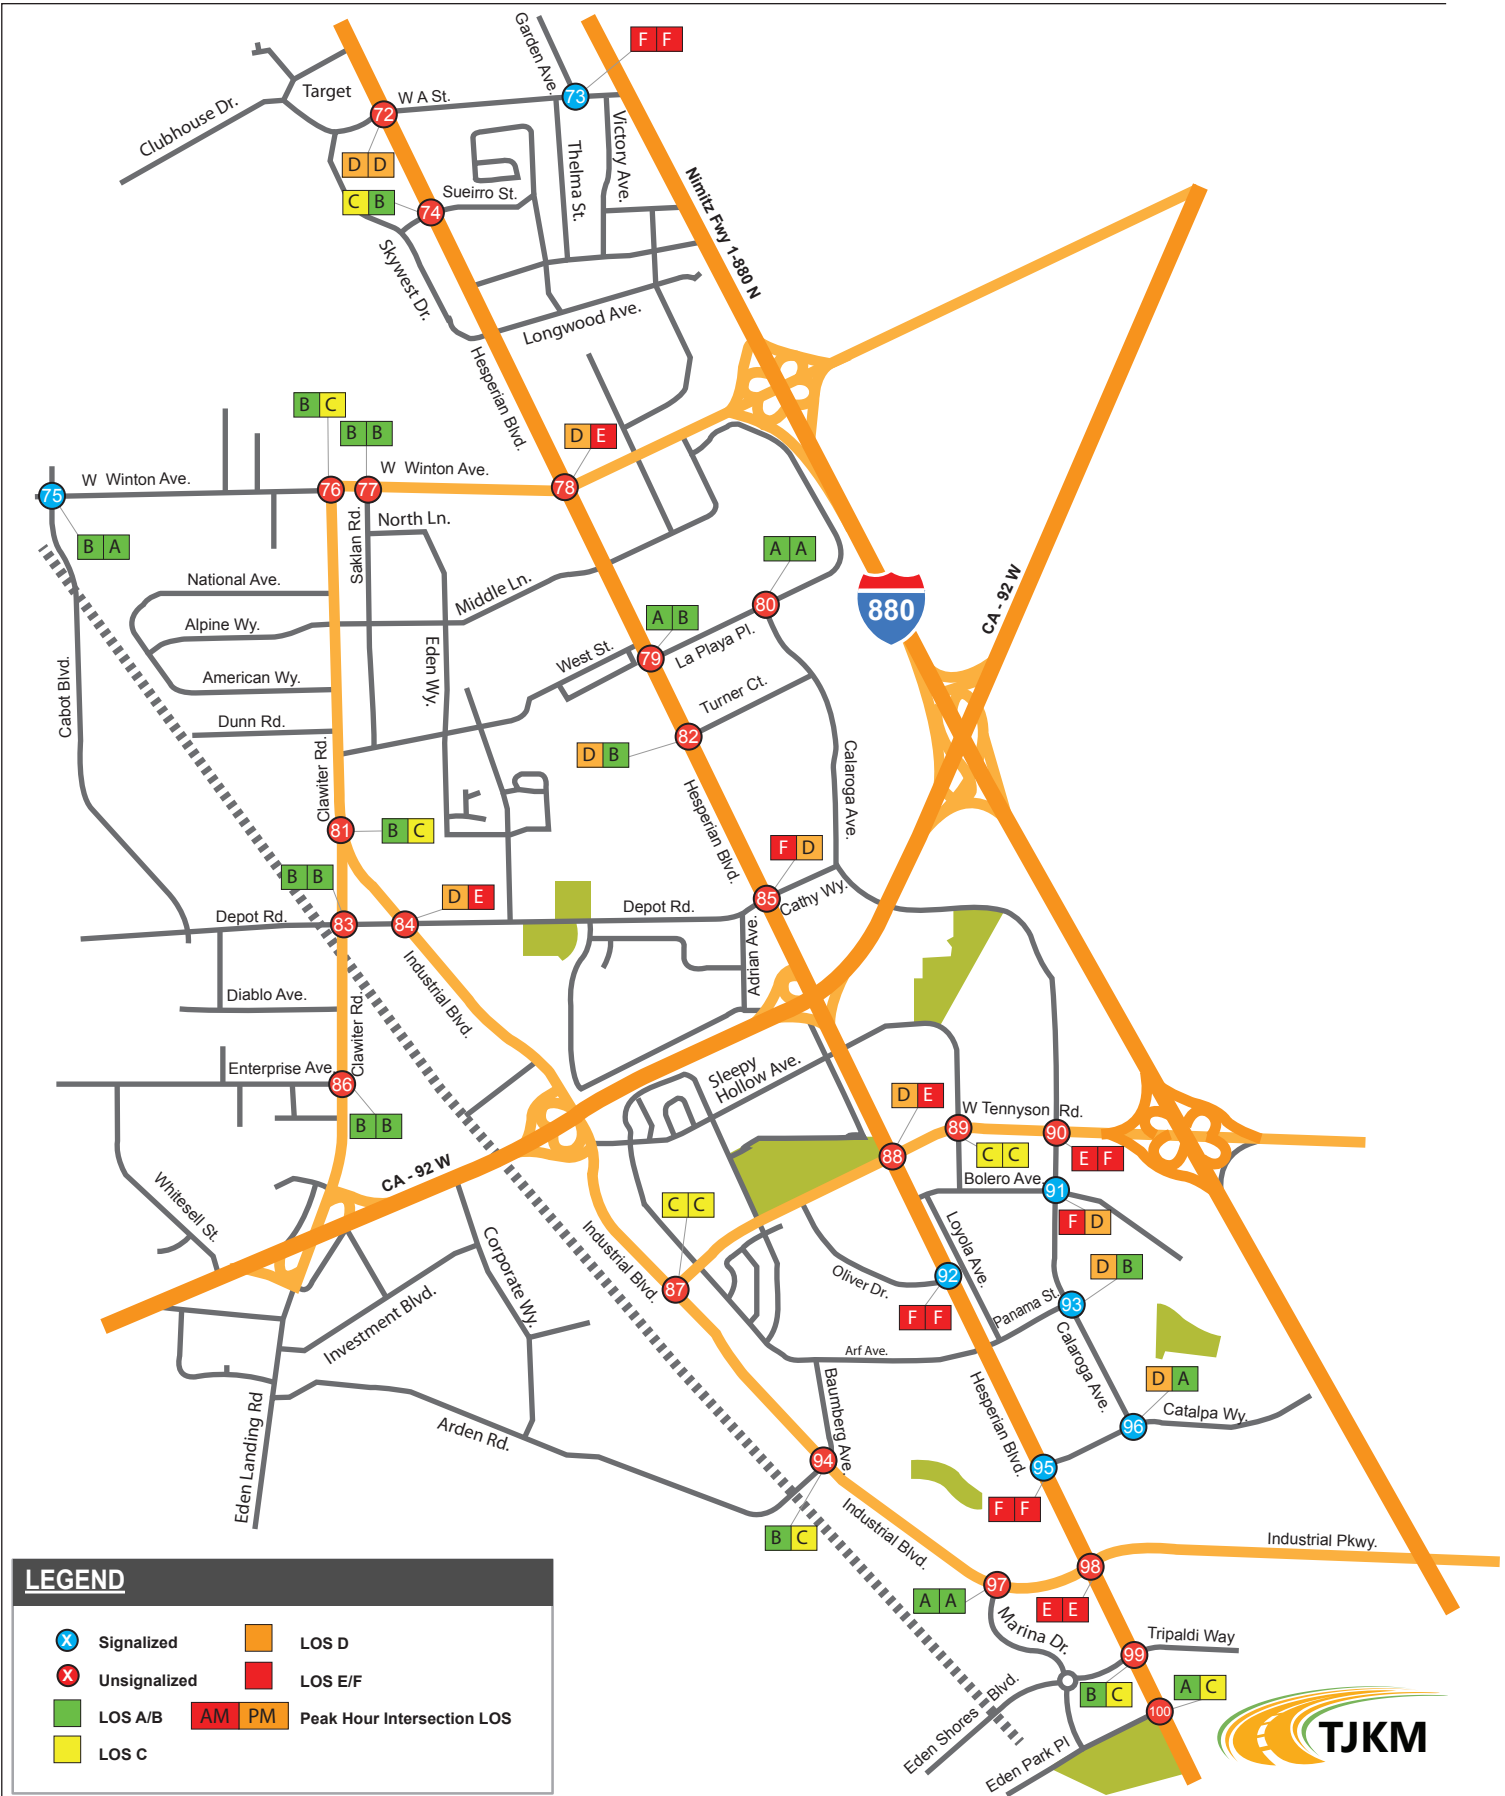 Garden Ave.
F F
Target
W A St.
73
72
Clubhouse Dr.
Victory Ave.
Thelma St.
D D
Sueirro St.
C B
74
Nimitz Fwy 1-880 N
Skywest Dr.
Longwood Ave.
Hesperian Blvd.
B C
B B
D E
W Winton Ave.
W Winton Ave.
75
76
77
78
B A
North Ln.
Saklan Rd.
A A
National Ave.
Middle Ln.
880
CA - 92 W
80
A B
Alpine Wy.
Eden Wy.
West St.
La Playa Pl.
79
American Wy.
Turner Ct.
Cabot Blvd.
Dunn Rd.
82
D B
Clawiter Rd.
Calaroga Ave.
Hesperian Blvd.
81
B C
F D
B B
D E
85
Cathy Wy.
Depot Rd.
83
84
Depot Rd.
Adrian Ave.
Industrial Blvd.
Diablo Ave.
Clawiter Rd.
Enterprise Ave.
86
Sleepy
Hollow Ave.
D E
W Tennyson Rd.
89
90
B B
C C
E F
88
CA - 92 W
Bolero Ave.
91
Whitesell St.
C C
F D
Loyola Ave.
Corporate Wy.
Industrial Blvd.
D B
Oliver Dr.
92
87
Panama St.
93
F F
Investment Blvd.
Arf Ave.
Calaroga Ave.
D A
Baumberg Ave.
Hesperian Blvd.
Eden Landing Rd
Catalpa Wy.
96
Arden Rd.
94
95
F F
B C
Industrial Blvd.
Industrial Pkwy.
98
97
A A
E E
Marina Dr.
Tripaldi Way
99
B C
A C
100
Eden Shores Blvd.
Eden Park Pl
TJKM
LEGEND
X Signalized
LOS D
X Unsignalized
LOS E/F
LOS A/B
AM PM Peak Hour Intersection LOS
LOS C